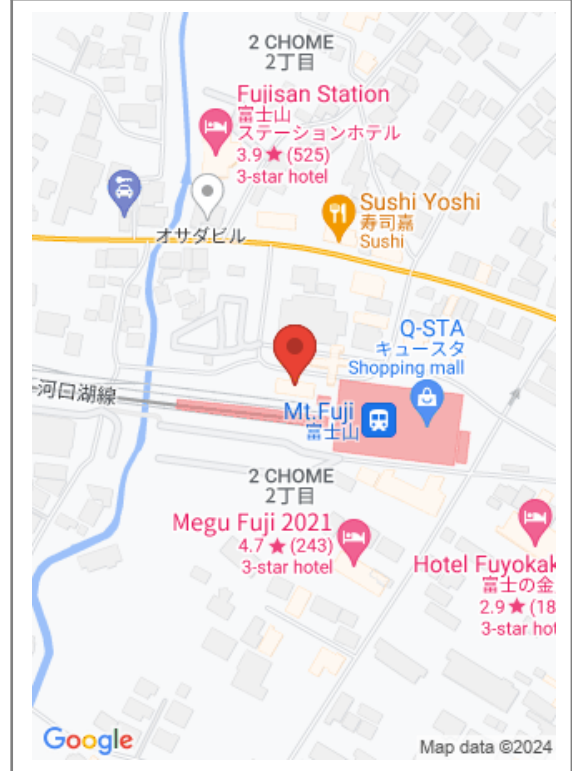 2 CHOME
2丁目
Fujisan Station
富士山
ステーションホテル
3.9★(525)
3-star hotel
オサダビル
Sushi Yoshi
寿司嘉
Sushi
Q-STA
キュースタ
Shopping mall
河口湖線
Mt.Fuji
富士山
2 CHOME
2丁目
Megu Fuji 2021
4.7★(243)
3-star hotel
Hotel Fuyokak
富士の金
2.9★(18
3-star hot
Google
Map data ©2024